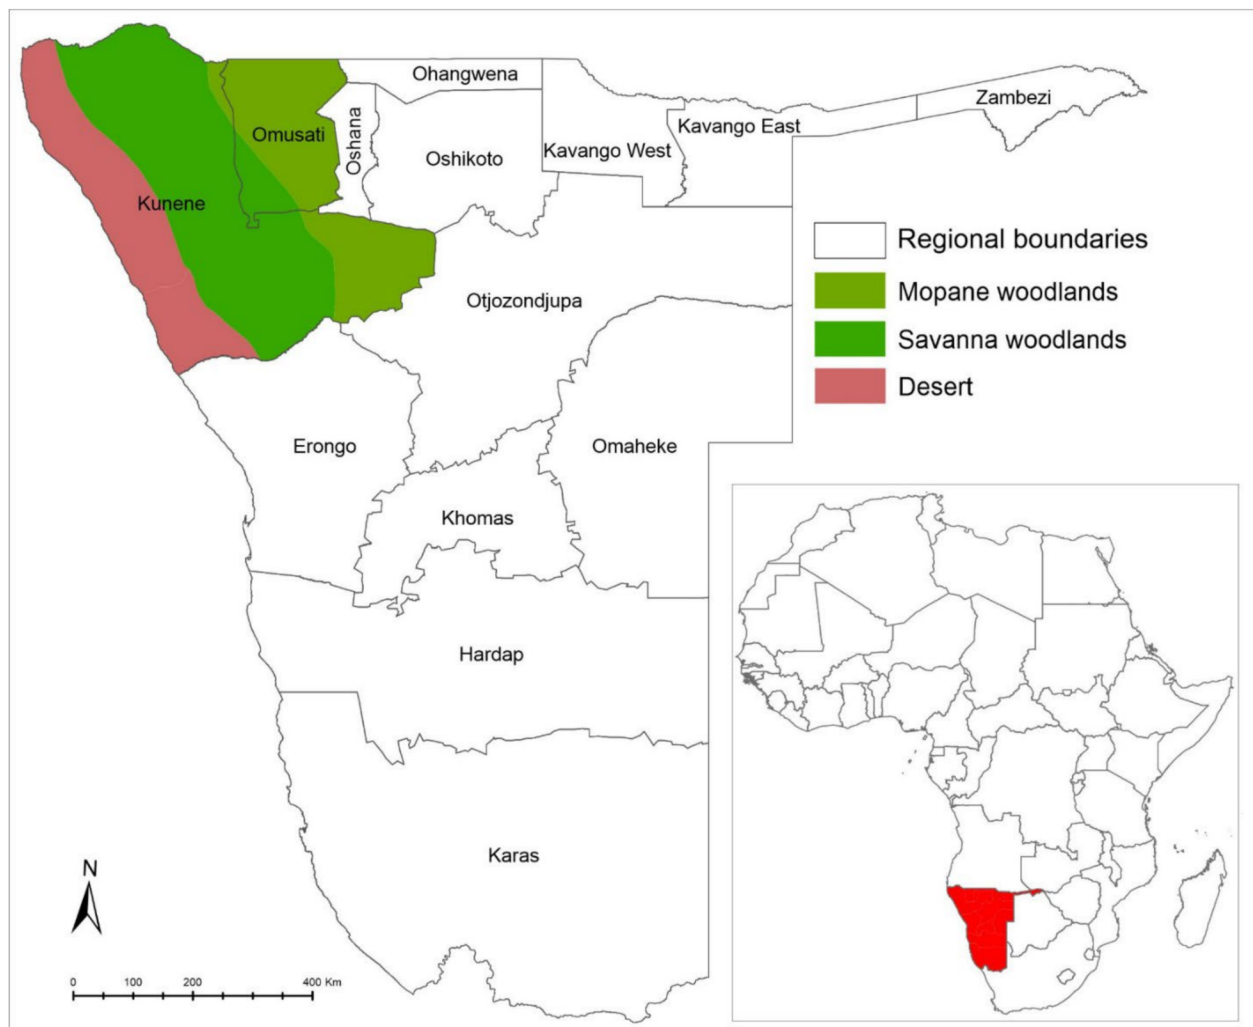 Ohangwena
Zambezi
Kavango East
Omusati
Oshana
Oshikoto
Kavango West
Kunene
Regional boundaries
Mopane woodlands
Savanna woodlands
Desert
Otjozondjupa
Erongo
Omaheke
Khomas
Hardap
Karas
N
0 100 200 400 Km